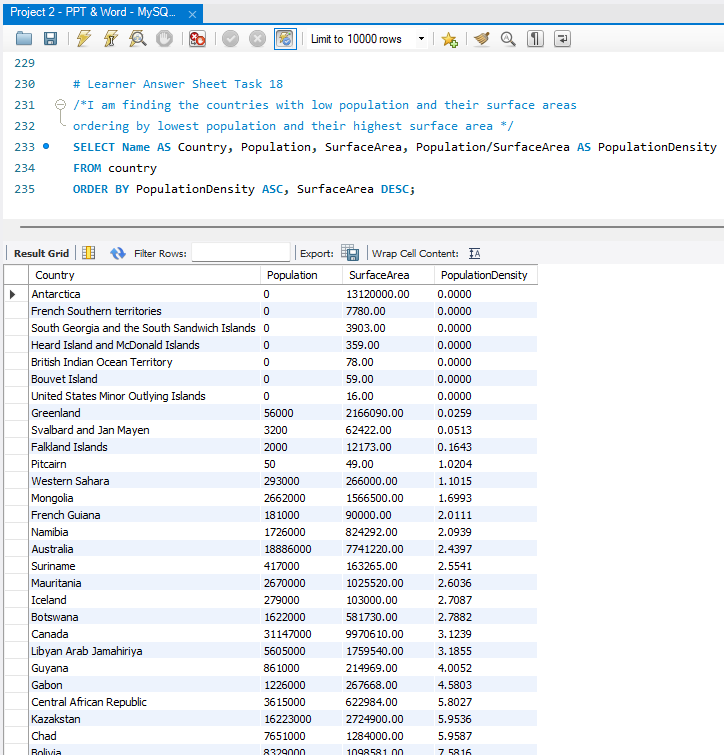 Project 2 - PPT & Word - MySQ...
Limit to 10000 rows
229
230 # Learner Answer Sheet Task 18
231 /*I am finding the countries with low population and their surface areas
232 ordering by lowest population and their highest surface area */
233 SELECT Name AS Country, Population, SurfaceArea, Population/SurfaceArea AS PopulationDensity
234 FROM country
235 ORDER BY PopulationDensity ASC, SurfaceArea DESC;
Result Grid Filter Rows: Export: Wrap Cell Content:
Country Population SurfaceArea PopulationDensity
Antarctica 0 13120000.00 0.0000
French Southern territories 0 7780.00 0.0000
South Georgia and the South Sandwich Islands 0 3903.00 0.0000
Heard Island and McDonald Islands 0 359.00 0.0000
British Indian Ocean Territory 0 78.00 0.0000
Bouvet Island 0 59.00 0.0000
United States Minor Outlying Islands 0 16.00 0.0000
Greenland 56000 2166090.00 0.0259
Svalbard and Jan Mayen 3200 62422.00 0.0513
Falkland Islands 2000 12173.00 0.1643
Pitcairn 50 49.00 1.0204
Western Sahara 293000 266000.00 1.1015
Mongolia 2662000 1566500.00 1.6993
French Guiana 181000 90000.00 2.0111
Namibia 1726000 824292.00 2.0939
Australia 18886000 7741220.00 2.4397
Suriname 417000 163265.00 2.5541
Mauritania 2670000 1025520.00 2.6036
Iceland 279000 103000.00 2.7087
Botswana 1622000 581730.00 2.7882
Canada 31147000 9970610.00 3.1239
Libyan Arab Jamahiriya 5605000 1759540.00 3.1855
Guyana 861000 214969.00 4.0052
Gabon 1226000 267668.00 4.5803
Central African Republic 3615000 622984.00 5.8027
Kazakstan 16223000 2724900.00 5.9536
Chad 7651000 1284000.00 5.9587
Bolivia 8329000 1098581.00 7.5816